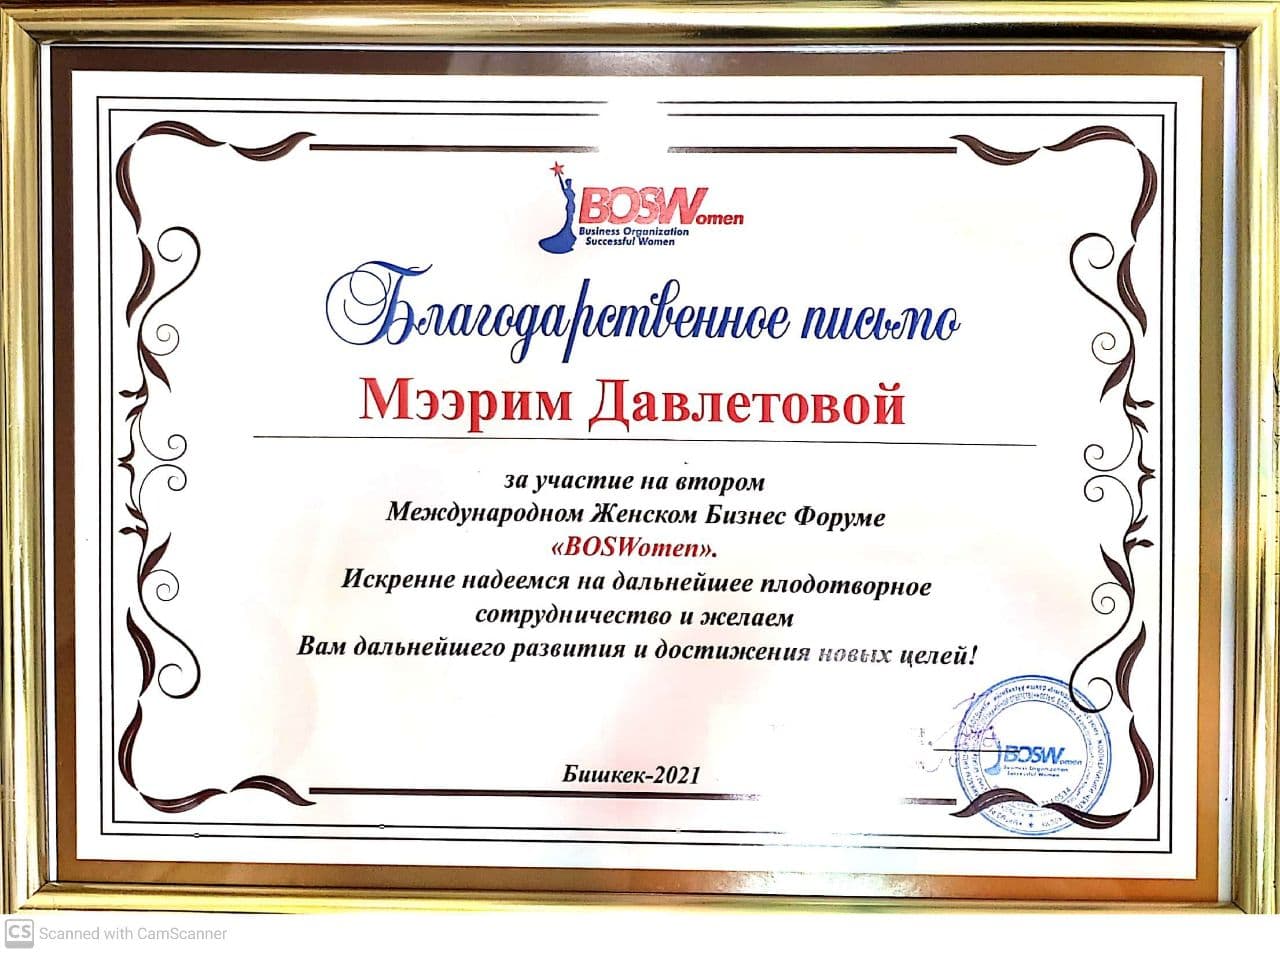 BOSWomen
Business Organization
Successful Women
Благодарственное письмо
Мээрим Давлетовой
за участие на втором
Международном Женском Бизнес Форуме
«BOSWomen».
Искренне надеемся на дальнейшее плодотворное
сотрудничество и желаем
Вам дальнейшего развития и достижения новых целей!
BOSWomen
Business Organization
Successful Women
Бишкек-2021
CS Scanned with CamScanner